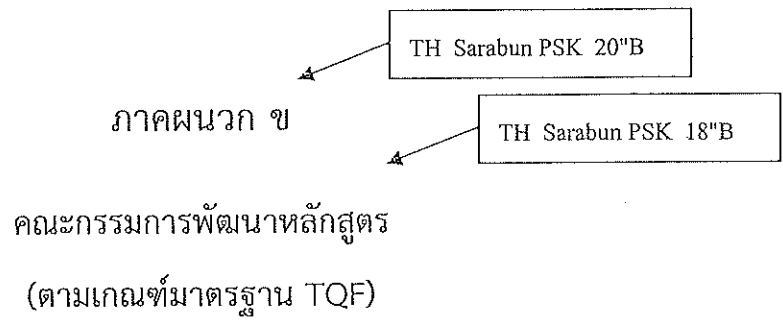 TH Sarabun PSK 20"B
ภาคผนวก ข
TH Sarabun PSK 18"B
คณะกรรมการพัฒนาหลักสูตร
(ตามเกณฑ์มาตรฐาน TQF)